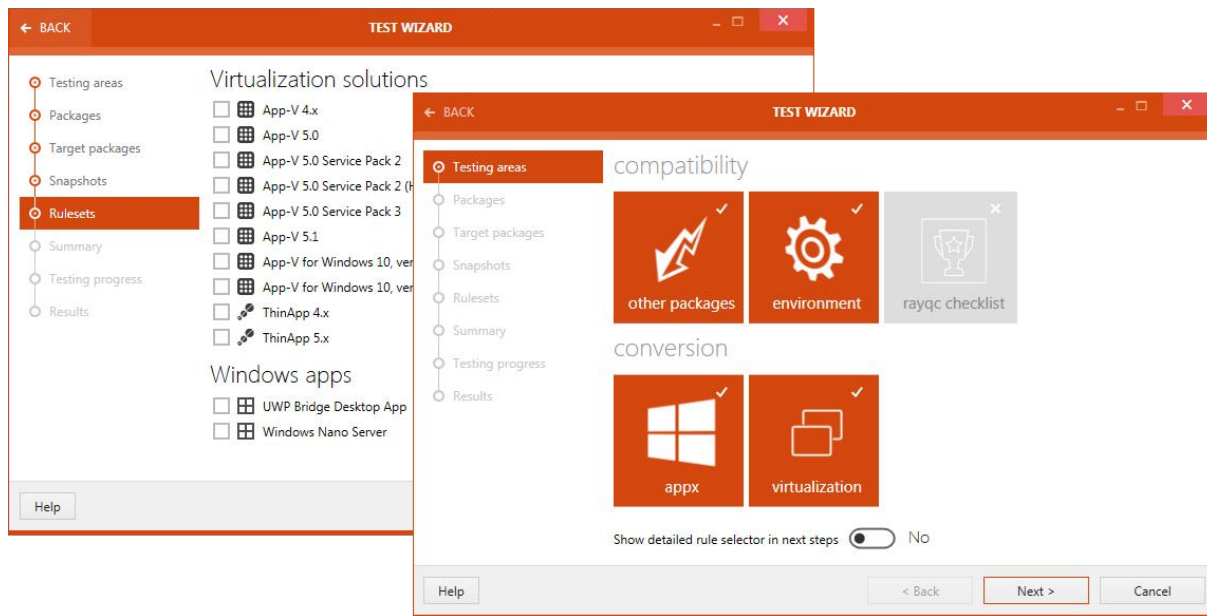 BACK
TEST WIZARD
Testing areas
Packages
Target packages
Snapshots
Rulesets
Summary
Testing progress
Results
Virtualization solutions
App-V 4.x
App-V 5.0
App-V 5.0 Service Pack 2
App-V 5.0 Service Pack 2 (H
App-V 5.0 Service Pack 3
App-V 5.1
App-V for Windows 10, ver
App-V for Windows 10, ver
ThinApp 4.x
ThinApp 5.x
Windows apps
UWP Bridge Desktop App
Windows Nano Server
Help
BACK
TEST WIZARD
Testing areas
Packages
Target packages
Snapshots
Rulesets
Summary
Testing progress
Results
compatibility
other packages
environment
rayqc checklist
conversion
appx
virtualization
Show detailed rule selector in next steps
No
Help
< Back
Next >
Cancel